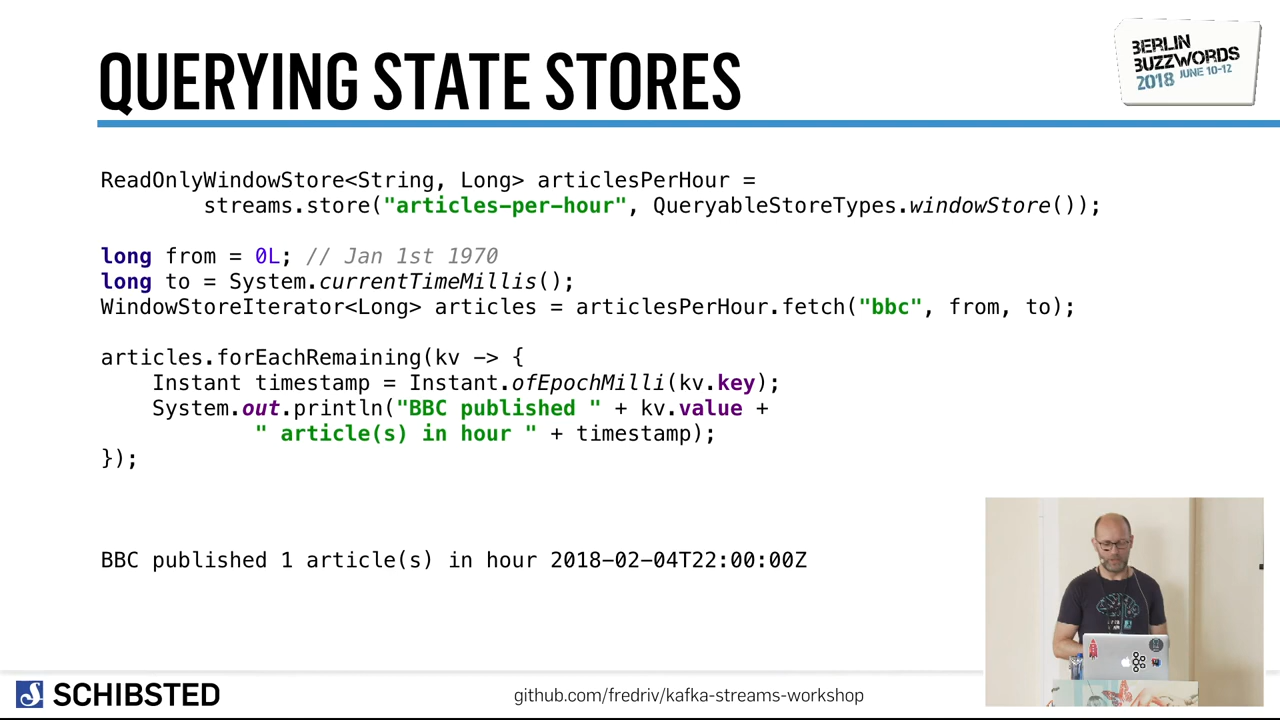 QUERYING STATE STORES
BERLIN
BUZZWORDS
2018 JUNE 10-12
ReadOnlyWindowStore<String, Long> articlesPerHour =
        streams.store("articles-per-hour", QueryableStoreTypes.windowStore());
long from = 0L; // Jan 1st 1970
long to = System.currentTimeMillis();
WindowStoreIterator<Long> articles = articlesPerHour.fetch("bbc", from, to);
articles.forEachRemaining(kv -> {
    Instant timestamp = Instant.ofEpochMilli(kv.key);
    System.out.println("BBC published " + kv.value +
            " article(s) in hour " + timestamp);
});
BBC published 1 article(s) in hour 2018-02-04T22:00:00Z
SCHIBSTED
github.com/fredriv/kafka-streams-workshop